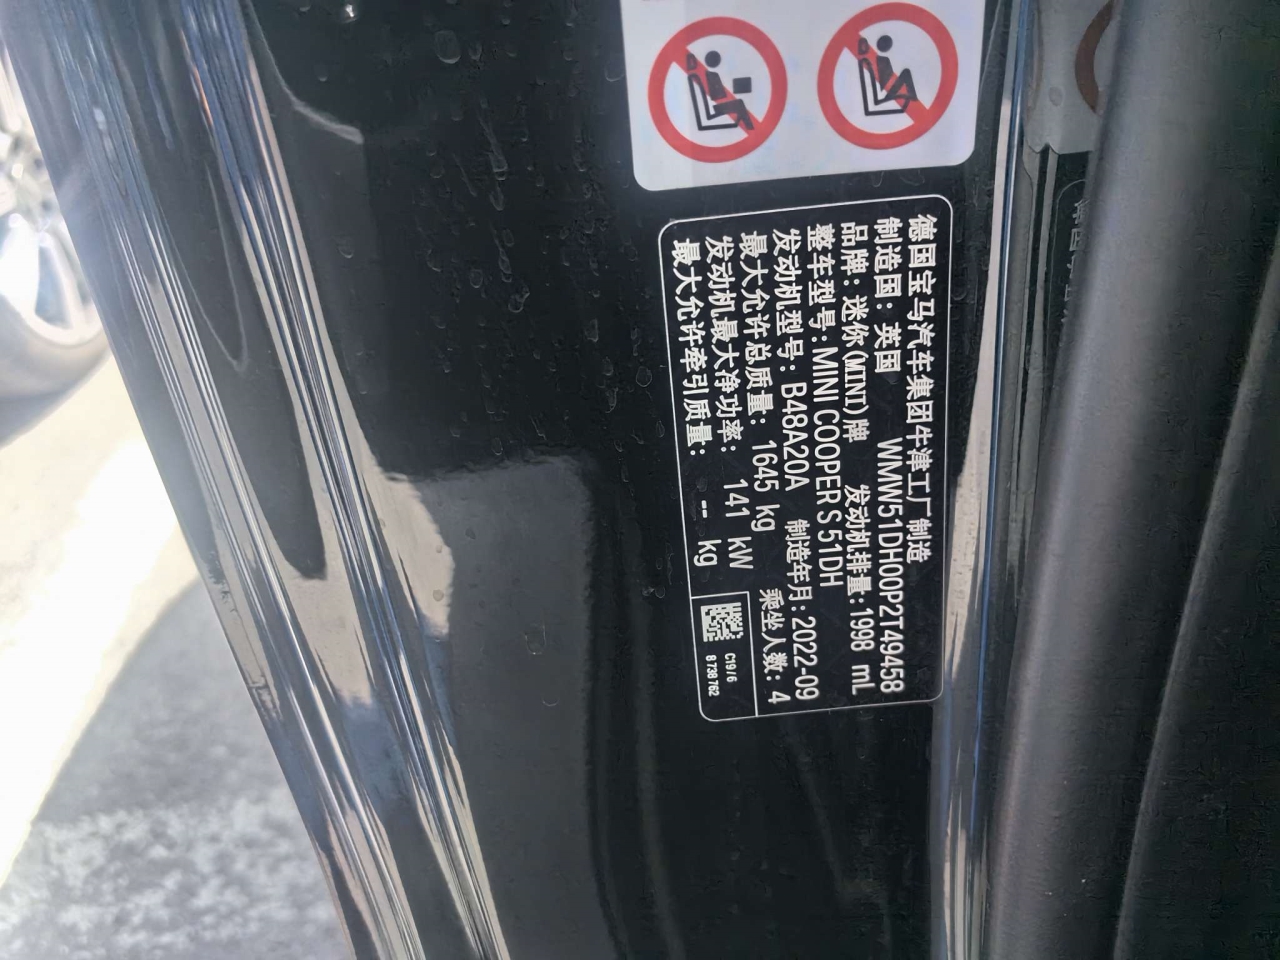 德国宝马汽车集团牛津工厂制造
制造国：英国 WMW51DH00P2T49458
品牌：迷你(MINI)牌 发动机排量：1998 mL
整车型号：MINI COOPER S 51DH
发动机型号：B48A20A 制造年月：2022-09
最大允许总质量：1645 kg 乘坐人数：4
发动机最大净功率：141 kW
最大允许牵引质量：-- kg
C19/6
8 738 762